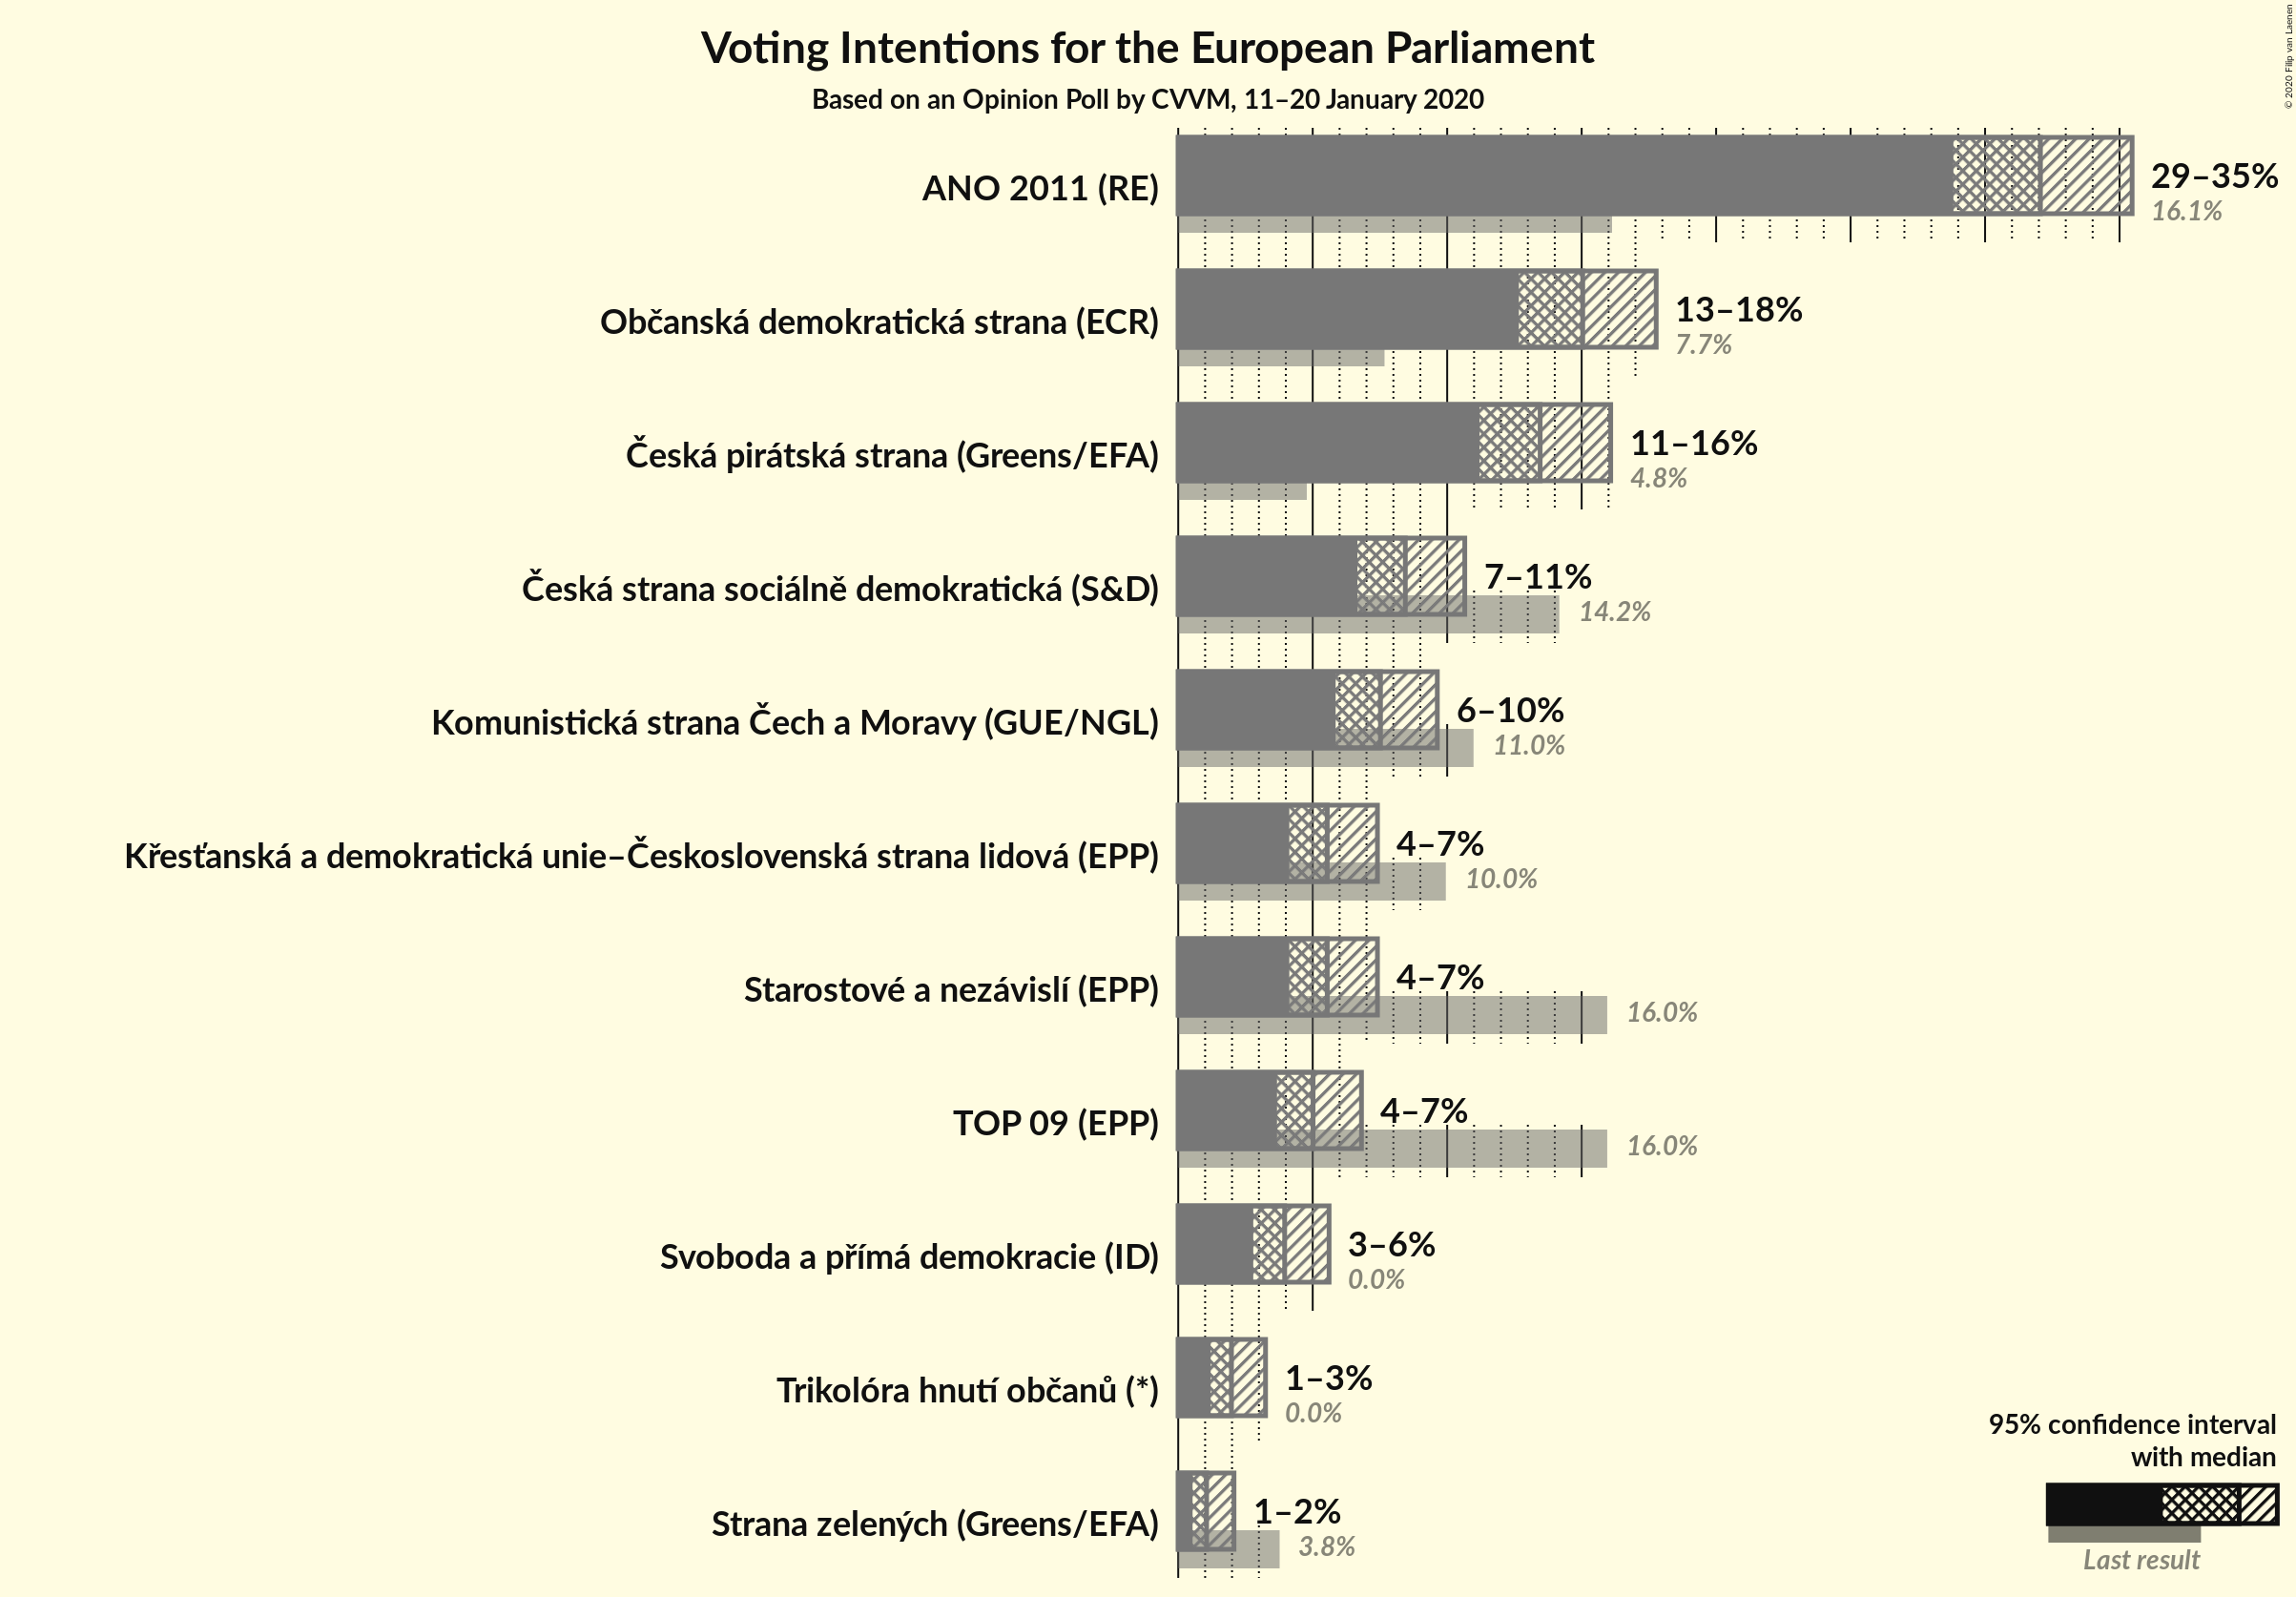 Voting Intentions for the European Parliament
Based on an Opinion Poll by CVVM, 11–20 January 2020
© 2020 Filip van Laenen
ANO 2011 (RE)
29–35%
16.1%
Občanská demokratická strana (ECR)
13–18%
7.7%
Česká pirátská strana (Greens/EFA)
11–16%
4.8%
Česká strana sociálně demokratická (S&D)
7–11%
14.2%
Komunistická strana Čech a Moravy (GUE/NGL)
6–10%
11.0%
Křesťanská a demokratická unie–Československá strana lidová (EPP)
4–7%
10.0%
Starostové a nezávislí (EPP)
4–7%
16.0%
TOP 09 (EPP)
4–7%
16.0%
Svoboda a přímá demokracie (ID)
3–6%
0.0%
Trikolóra hnutí občanů (*)
1–3%
0.0%
Strana zelených (Greens/EFA)
1–2%
3.8%
95% confidence interval
with median
Last result